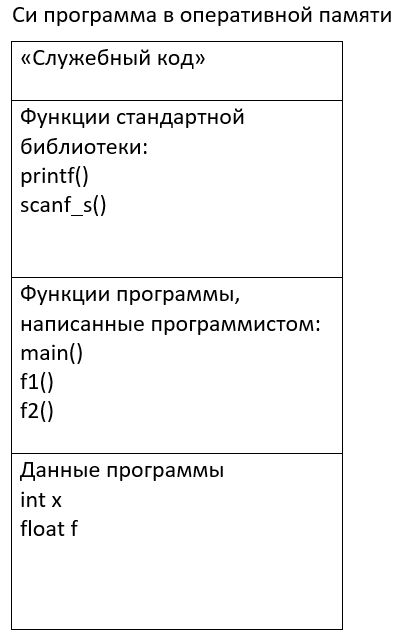 Си программа в оперативной памяти
«Служебный код»
Функции стандартной
библиотеки:
printf()
scanf_s()
Функции программы,
написанные программистом:
main()
f1()
f2()
Данные программы
int x
float f